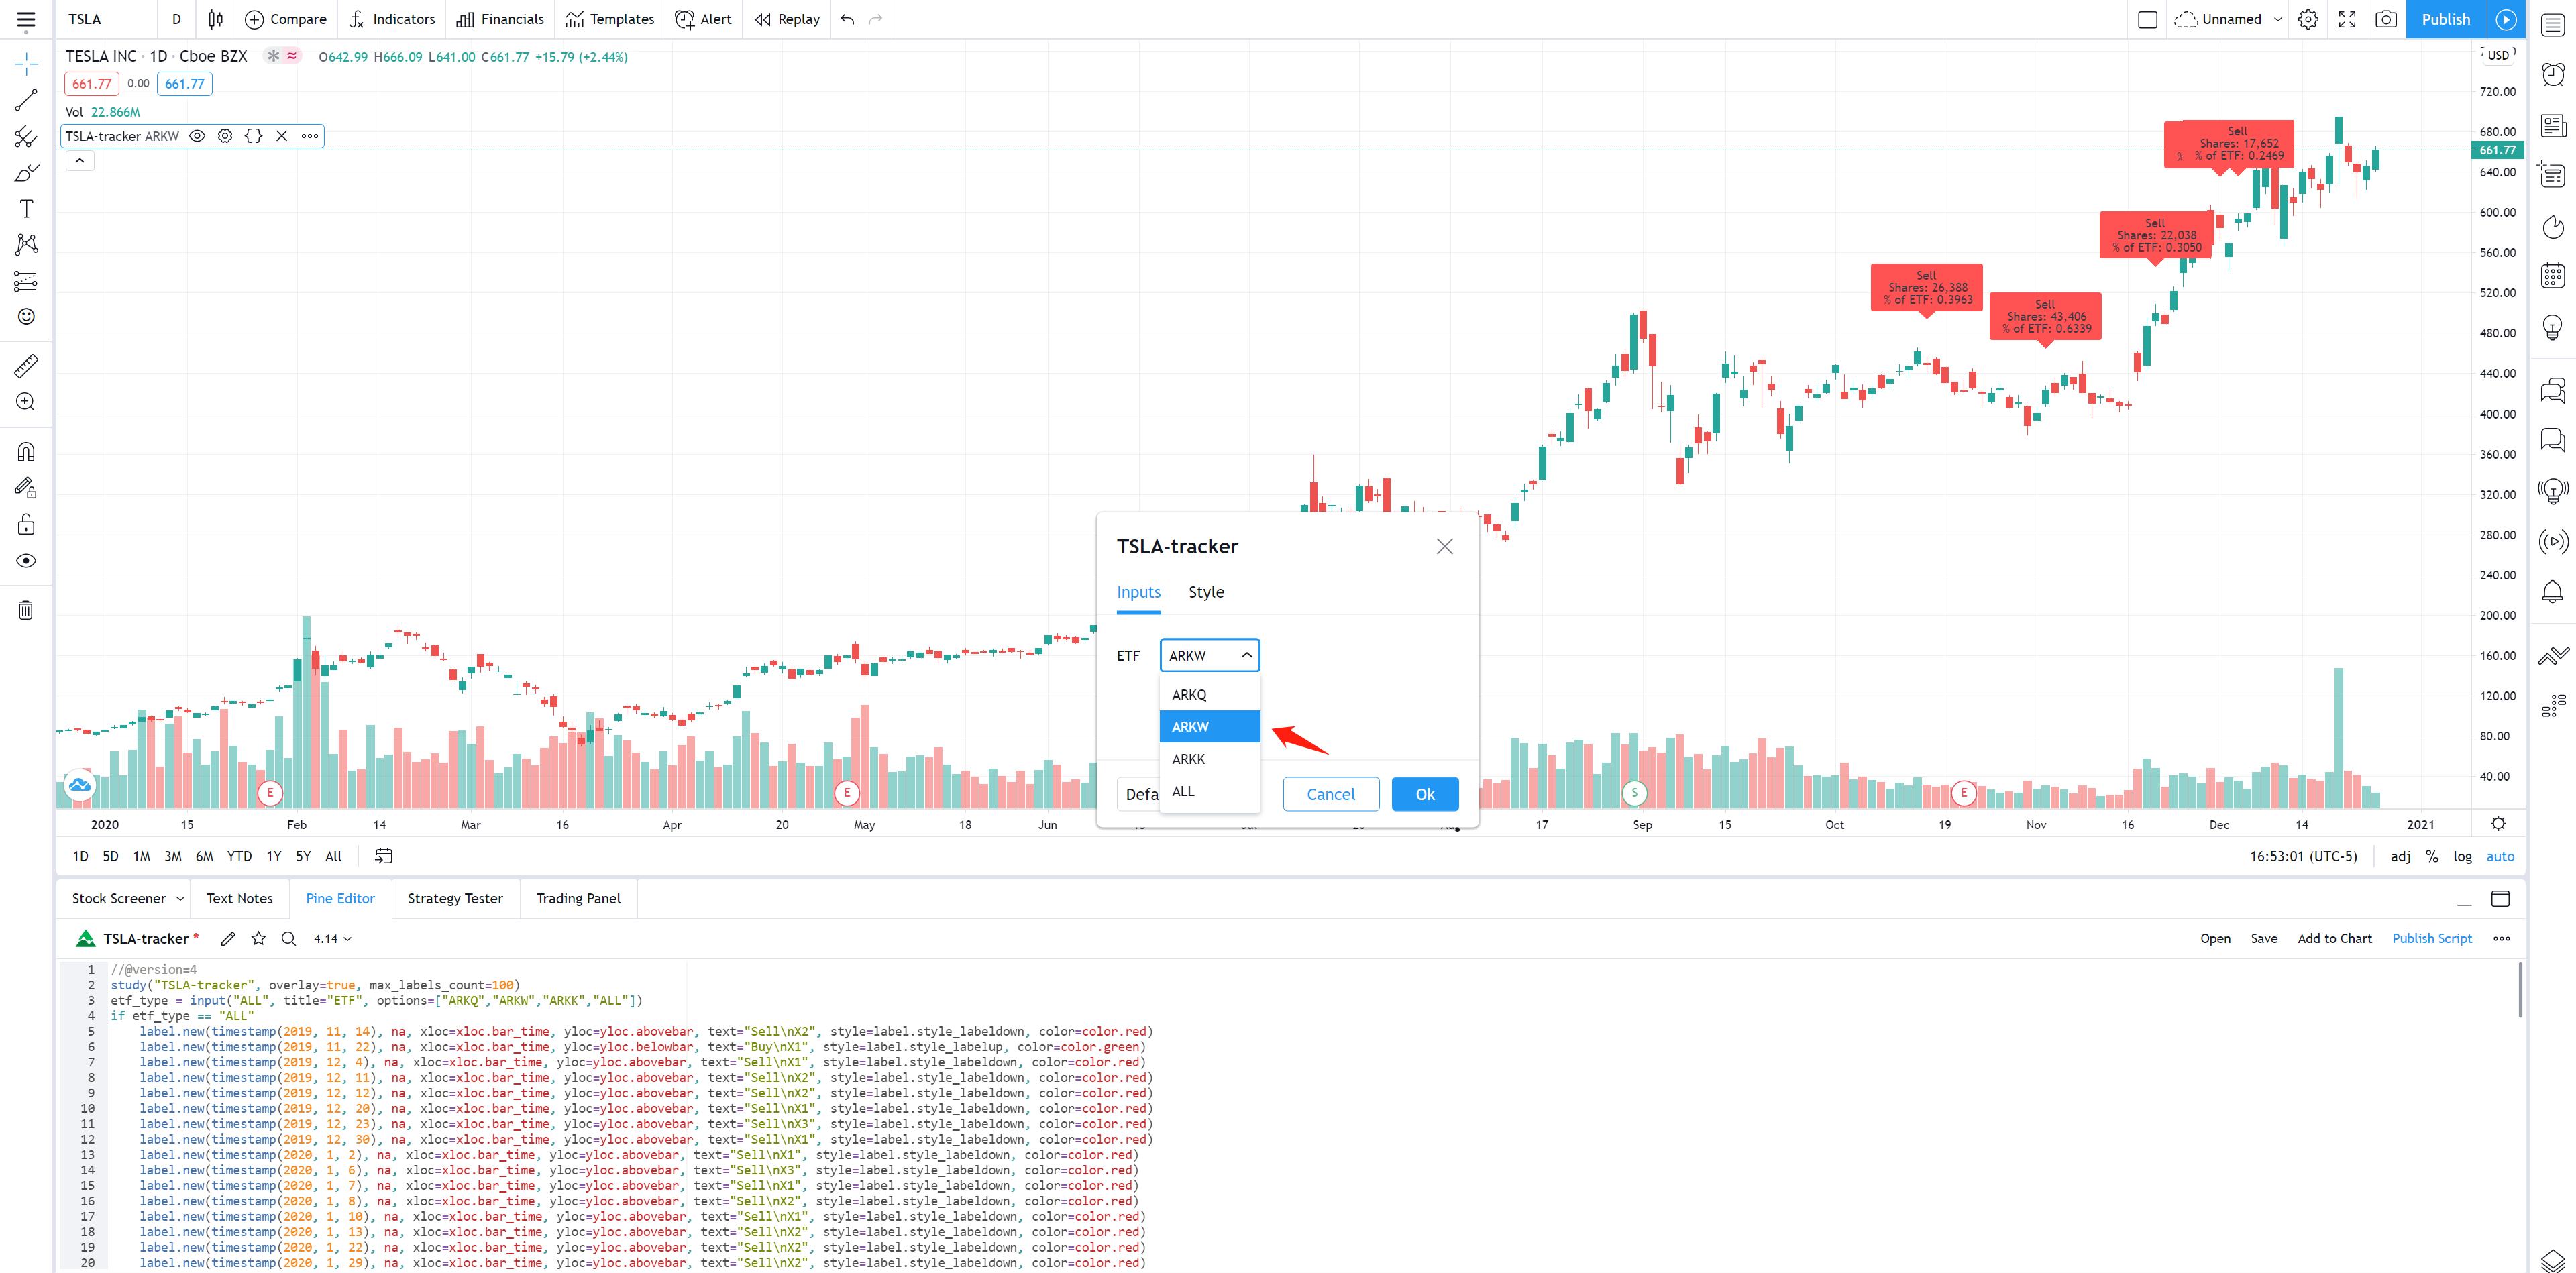 TSLA D Compare Indicators Financials Templates Alert Replay Unnamed Publish
TESLA INC · 1D · Cboe BZX O642.99 H666.09 L641.00 C661.77 +15.79 (+2.44%)
661.77 0.00 661.77
Vol 22.866M
TSLA-tracker ARKW
USD
720.00
680.00
661.77
640.00
600.00
560.00
520.00
480.00
440.00
400.00
360.00
320.00
280.00
240.00
200.00
160.00
120.00
80.00
40.00
Sell
Shares: 17,652
% % of ETF: 0.2469
Sell
Shares: 22,038
% of ETF: 0.3050
Sell
Shares: 26,388
% of ETF: 0.3963
Sell
Shares: 43,406
% of ETF: 0.6339
TSLA-tracker
Inputs Style
ETF ARKW
ARKQ
ARKW
ARKK
ALL
Defa Cancel Ok
E E S E
2020 15 Feb 14 Mar 16 Apr 20 May 18 Jun 17 Sep 15 Oct 19 Nov 16 Dec 14 2021
1D 5D 1M 3M 6M YTD 1Y 5Y All 16:53:01 (UTC-5) adj % log auto
Stock Screener Text Notes Pine Editor Strategy Tester Trading Panel
TSLA-tracker * 4.14 Open Save Add to Chart Publish Script
1 //@version=4
2 study("TSLA-tracker", overlay=true, max_labels_count=100)
3 etf_type = input("ALL", title="ETF", options=["ARKQ","ARKW","ARKK","ALL"])
4 if etf_type == "ALL"
5 label.new(timestamp(2019, 11, 14), na, xloc=xloc.bar_time, yloc=yloc.abovebar, text="Sell\nX2", style=label.style_labeldown, color=color.red)
6 label.new(timestamp(2019, 11, 22), na, xloc=xloc.bar_time, yloc=yloc.belowbar, text="Buy\nX1", style=label.style_labelup, color=color.green)
7 label.new(timestamp(2019, 12, 4), na, xloc=xloc.bar_time, yloc=yloc.abovebar, text="Sell\nX1", style=label.style_labeldown, color=color.red)
8 label.new(timestamp(2019, 12, 11), na, xloc=xloc.bar_time, yloc=yloc.abovebar, text="Sell\nX2", style=label.style_labeldown, color=color.red)
9 label.new(timestamp(2019, 12, 12), na, xloc=xloc.bar_time, yloc=yloc.abovebar, text="Sell\nX2", style=label.style_labeldown, color=color.red)
10 label.new(timestamp(2019, 12, 20), na, xloc=xloc.bar_time, yloc=yloc.abovebar, text="Sell\nX1", style=label.style_labeldown, color=color.red)
11 label.new(timestamp(2019, 12, 23), na, xloc=xloc.bar_time, yloc=yloc.abovebar, text="Sell\nX3", style=label.style_labeldown, color=color.red)
12 label.new(timestamp(2019, 12, 30), na, xloc=xloc.bar_time, yloc=yloc.abovebar, text="Sell\nX1", style=label.style_labeldown, color=color.red)
13 label.new(timestamp(2020, 1, 2), na, xloc=xloc.bar_time, yloc=yloc.abovebar, text="Sell\nX1", style=label.style_labeldown, color=color.red)
14 label.new(timestamp(2020, 1, 6), na, xloc=xloc.bar_time, yloc=yloc.abovebar, text="Sell\nX3", style=label.style_labeldown, color=color.red)
15 label.new(timestamp(2020, 1, 7), na, xloc=xloc.bar_time, yloc=yloc.abovebar, text="Sell\nX1", style=label.style_labeldown, color=color.red)
16 label.new(timestamp(2020, 1, 8), na, xloc=xloc.bar_time, yloc=yloc.abovebar, text="Sell\nX2", style=label.style_labeldown, color=color.red)
17 label.new(timestamp(2020, 1, 10), na, xloc=xloc.bar_time, yloc=yloc.abovebar, text="Sell\nX1", style=label.style_labeldown, color=color.red)
18 label.new(timestamp(2020, 1, 13), na, xloc=xloc.bar_time, yloc=yloc.abovebar, text="Sell\nX2", style=label.style_labeldown, color=color.red)
19 label.new(timestamp(2020, 1, 22), na, xloc=xloc.bar_time, yloc=yloc.abovebar, text="Sell\nX2", style=label.style_labeldown, color=color.red)
20 label.new(timestamp(2020, 1, 29), na, xloc=xloc.bar_time, yloc=yloc.abovebar, text="Sell\nX2", style=label.style_labeldown, color=color.red)